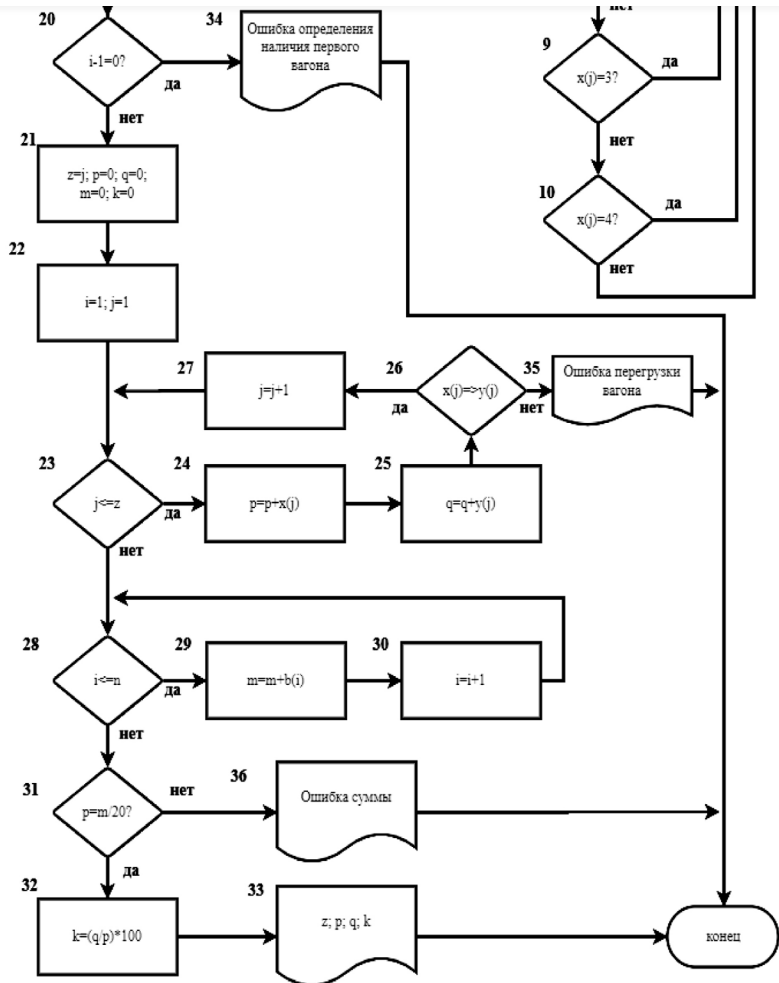 20
i-1=0?
да
нет
34
Ошибка определения
наличия первого
вагона
21
z=j; p=0; q=0;
m=0; k=0
22
i=1; j=1
9
x(j)=3?
да
нет
10
x(j)=4?
да
нет
27
j=j+1
26
x(j)=>y(j)
да
нет
35
Ошибка перегрузки
вагона
23
j<=z
да
нет
24
p=p+x(j)
25
q=q+y(j)
28
i<=n
да
нет
29
m=m+b(i)
30
i=i+1
31
p=m/20?
нет
да
36
Ошибка суммы
32
k=(q/p)*100
33
z; p; q; k
конец